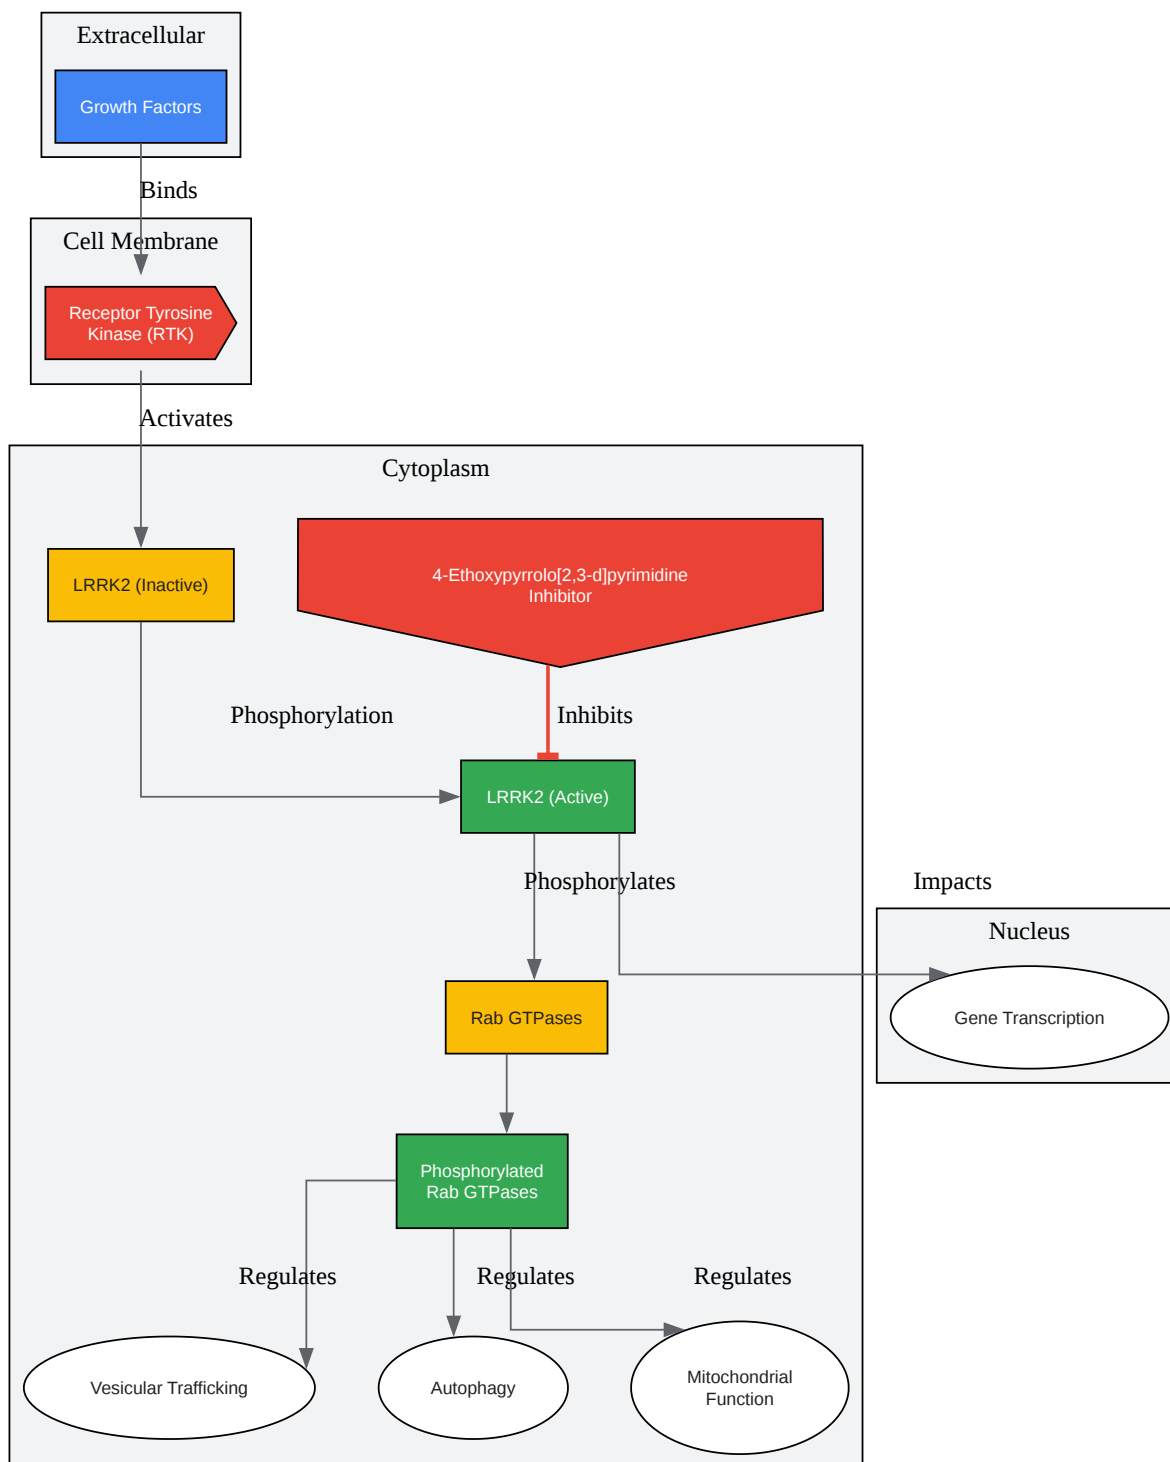 Extracellular
Growth Factors
Binds
Cell Membrane
Receptor Tyrosine
Kinase (RTK)
Activates
Cytoplasm
LRRK2 (Inactive)
4-Ethoxypyrrolo[2,3-d]pyrimidine
Inhibitor
Phosphorylation
Inhibits
LRRK2 (Active)
Phosphorylates
Impacts
Nucleus
Rab GTPases
Gene Transcription
Phosphorylated
Rab GTPases
Regulates
Regulates
Regulates
Vesicular Trafficking
Autophagy
Mitochondrial
Function